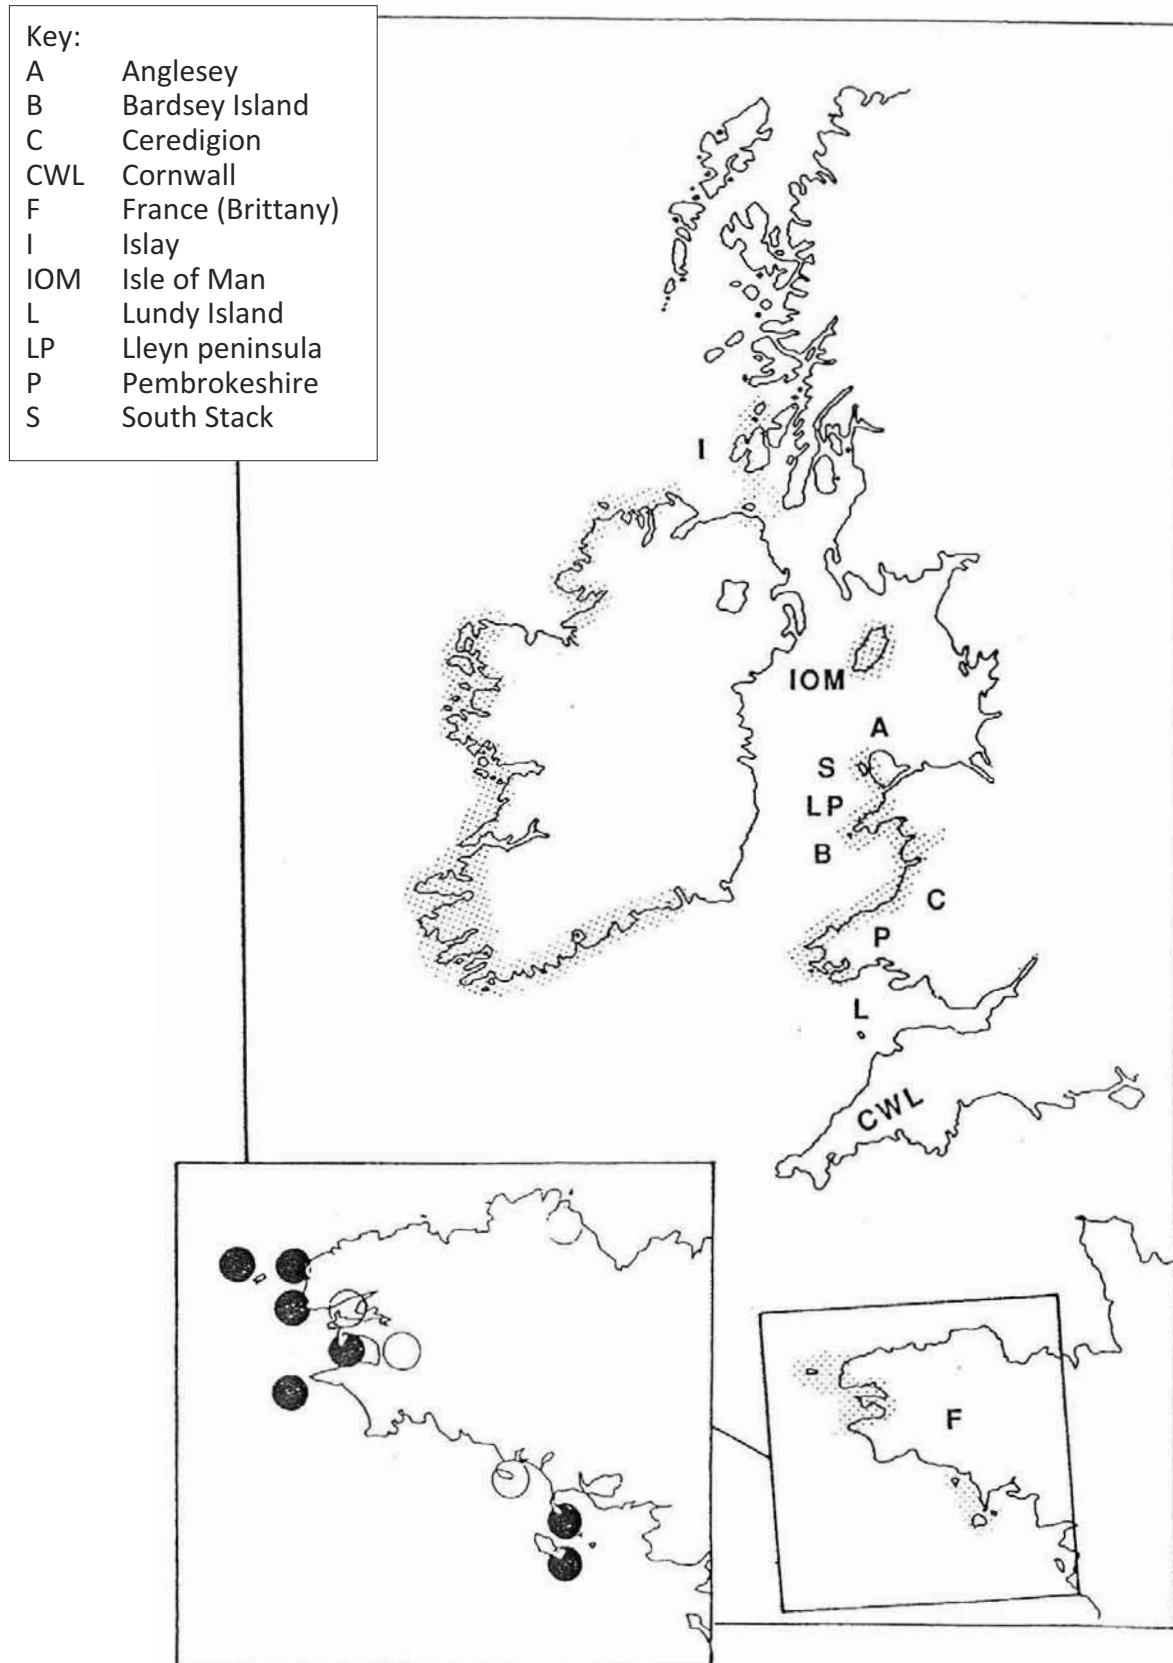 Key:
A Anglesey
B Bardsey Island
C Ceredigion
CWL Cornwall
F France (Brittany)
I Islay
IOM Isle of Man
L Lundy Island
LP Lleyn peninsula
P Pembrokeshire
S South Stack
I
IOM
A
S
LP
B
C
P
L
CWL
F